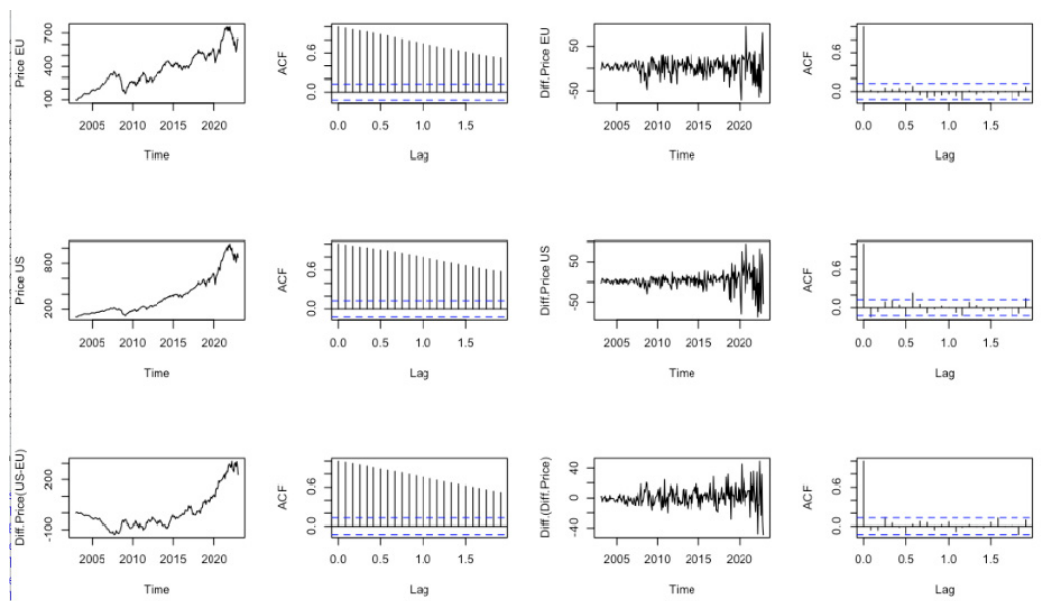 Price EU
700
400
100
2005 2010 2015 2020
Time
ACF
0.6
0.0
0.0 0.5 1.0 1.5
Lag
Diff.Price EU
50
-50
2005 2010 2015 2020
Time
ACF
0.6
0.0
0.0 0.5 1.0 1.5
Lag
Price US
800
200
2005 2010 2015 2020
Time
ACF
0.6
0.0
0.0 0.5 1.0 1.5
Lag
Diff.Price US
50
-50
2005 2010 2015 2020
Time
ACF
0.6
0.0
0.0 0.5 1.0 1.5
Lag
Diff.Price(US-EU)
200
-100
2005 2010 2015 2020
Time
ACF
0.6
0.0
0.0 0.5 1.0 1.5
Lag
Diff.(Diff.Price)
40
0
-40
2005 2010 2015 2020
Time
ACF
0.6
0.0
0.0 0.5 1.0 1.5
Lag